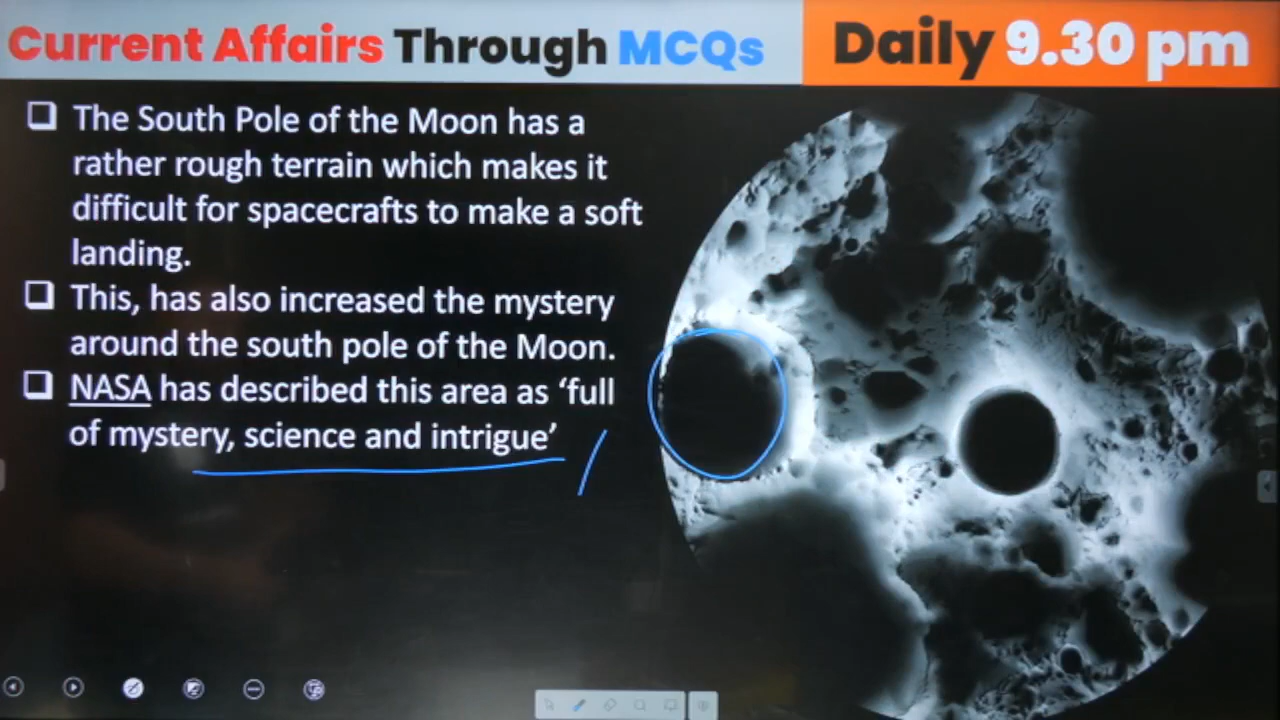 Current Affairs Through MCQs Daily 9.30 pm
The South Pole of the Moon has a
rather rough terrain which makes it
difficult for spacecrafts to make a soft
landing.
This, has also increased the mystery
around the south pole of the Moon.
NASA has described this area as ‘full
of mystery, science and intrigue’